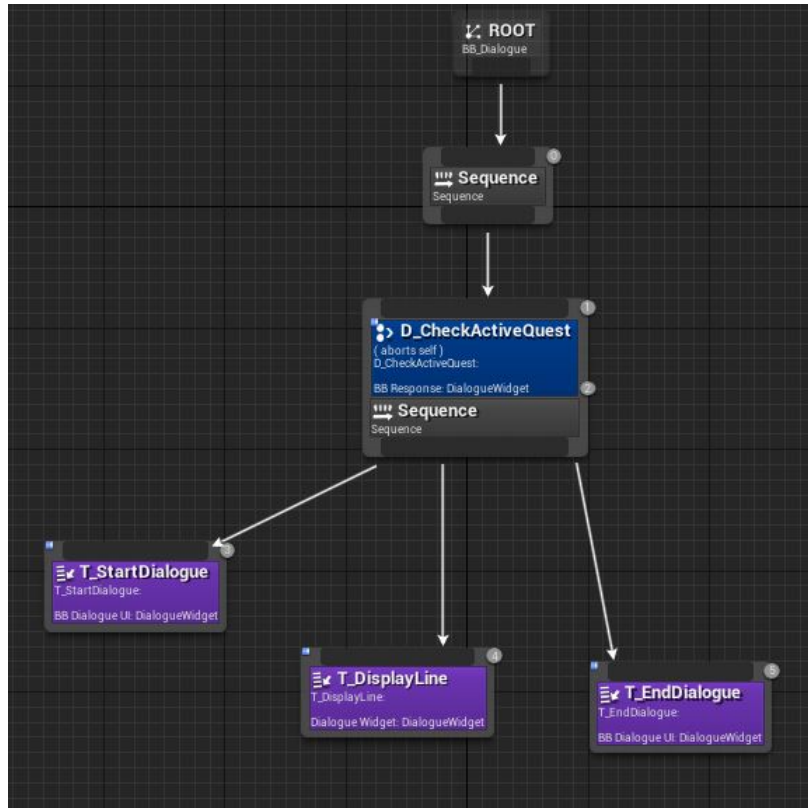 ROOT
BB_Dialogue
0
Sequence
Sequence
1
D_CheckActiveQuest
( aborts self )
D_CheckActiveQuest:
BB Response: DialogueWidget
2
Sequence
Sequence
3
T_StartDialogue
T_StartDialogue:
BB Dialogue UI: DialogueWidget
4
T_DisplayLine
T_DisplayLine:
Dialogue Widget: DialogueWidget
5
T_EndDialogue
T_EndDialogue:
BB Dialogue UI: DialogueWidget